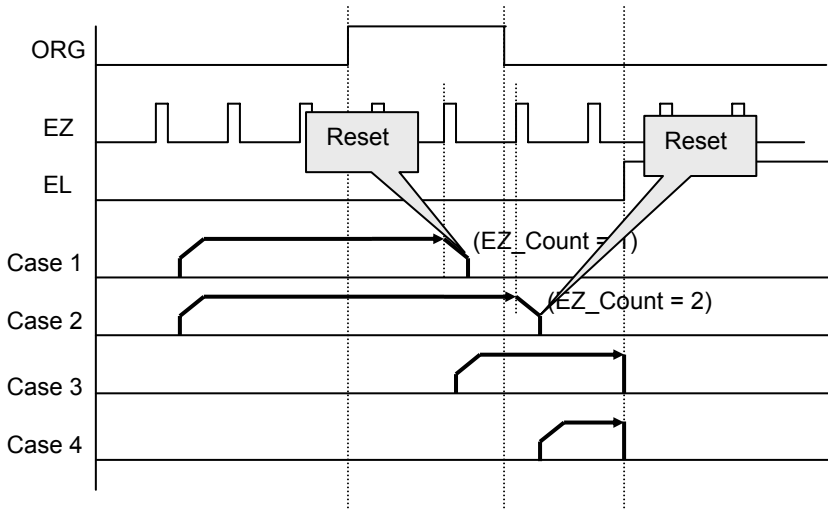 ORG
EZ
Reset
Reset
EL
(EZ_Count = 1)
Case 1
(EZ_Count = 2)
Case 2
Case 3
Case 4